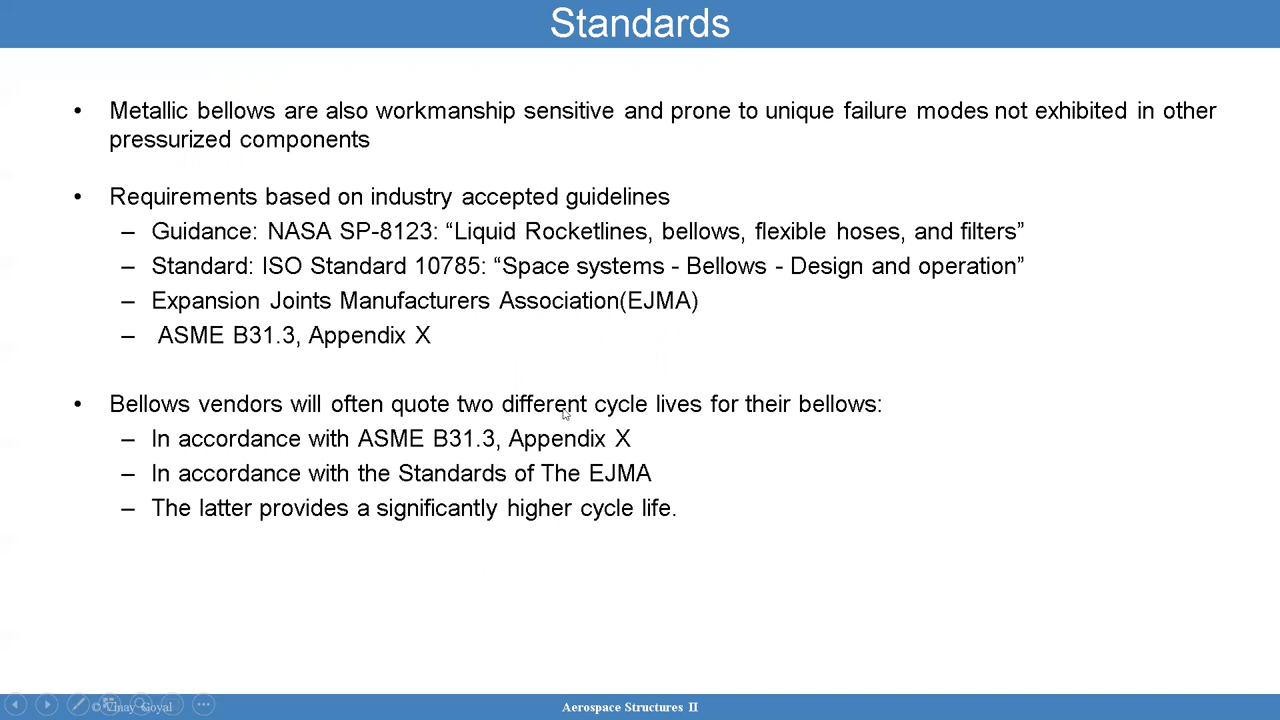 Standards
• Metallic bellows are also workmanship sensitive and prone to unique failure modes not exhibited in other
pressurized components
• Requirements based on industry accepted guidelines
– Guidance: NASA SP-8123: “Liquid Rocketlines, bellows, flexible hoses, and filters”
– Standard: ISO Standard 10785: “Space systems - Bellows - Design and operation”
– Expansion Joints Manufacturers Association(EJMA)
– ASME B31.3, Appendix X
• Bellows vendors will often quote two different cycle lives for their bellows:
– In accordance with ASME B31.3, Appendix X
– In accordance with the Standards of The EJMA
– The latter provides a significantly higher cycle life.
© Vinay Goyal
Aerospace Structures II